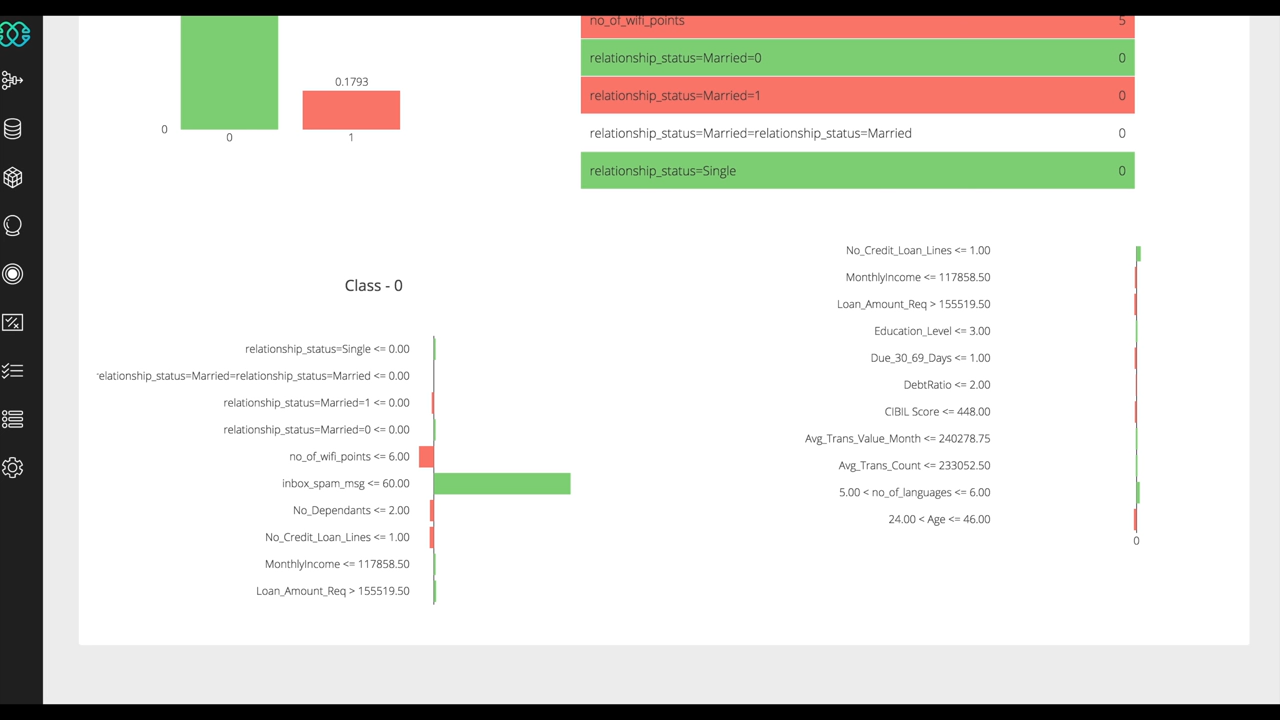 no_of_wifi_points 5
relationship_status=Married=0 0
relationship_status=Married=1 0
relationship_status=Married=relationship_status=Married 0
relationship_status=Single 0
0.1793
0
0 1
Class - 0
relationship_status=Single <= 0.00
elationship_status=Married=relationship_status=Married <= 0.00
relationship_status=Married=1 <= 0.00
relationship_status=Married=0 <= 0.00
no_of_wifi_points <= 6.00
inbox_spam_msg <= 60.00
No_Dependants <= 2.00
No_Credit_Loan_Lines <= 1.00
MonthlyIncome <= 117858.50
Loan_Amount_Req > 155519.50
No_Credit_Loan_Lines <= 1.00
MonthlyIncome <= 117858.50
Loan_Amount_Req > 155519.50
Education_Level <= 3.00
Due_30_69_Days <= 1.00
DebtRatio <= 2.00
CIBIL Score <= 448.00
Avg_Trans_Value_Month <= 240278.75
Avg_Trans_Count <= 233052.50
5.00 < no_of_languages <= 6.00
24.00 < Age <= 46.00
0